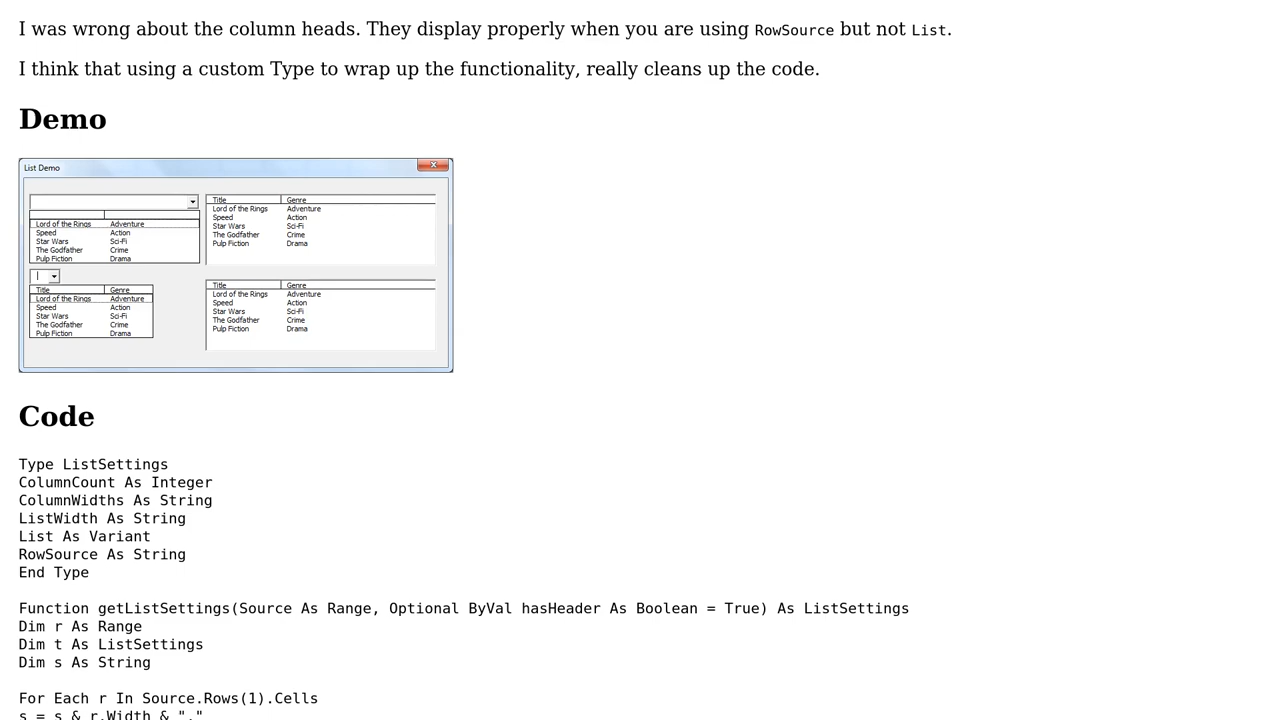 I was wrong about the column heads. They display properly when you are using RowSource but not List.
I think that using a custom Type to wrap up the functionality, really cleans up the code.
Demo
List Demo
Lord of the Rings Adventure
Speed Action
Star Wars Sci-Fi
The Godfather Crime
Pulp Fiction Drama
Title Genre
Lord of the Rings Adventure
Speed Action
Star Wars Sci-Fi
The Godfather Crime
Pulp Fiction Drama
Title Genre
Lord of the Rings Adventure
Speed Action
Star Wars Sci-Fi
The Godfather Crime
Pulp Fiction Drama
Title Genre
Lord of the Rings Adventure
Speed Action
Star Wars Sci-Fi
The Godfather Crime
Pulp Fiction Drama
Code
Type ListSettings
ColumnCount As Integer
ColumnWidths As String
ListWidth As String
List As Variant
RowSource As String
End Type
Function getListSettings(Source As Range, Optional ByVal hasHeader As Boolean = True) As ListSettings
Dim r As Range
Dim t As ListSettings
Dim s As String
For Each r In Source.Rows(1).Cells
s = s & r.Width & "."